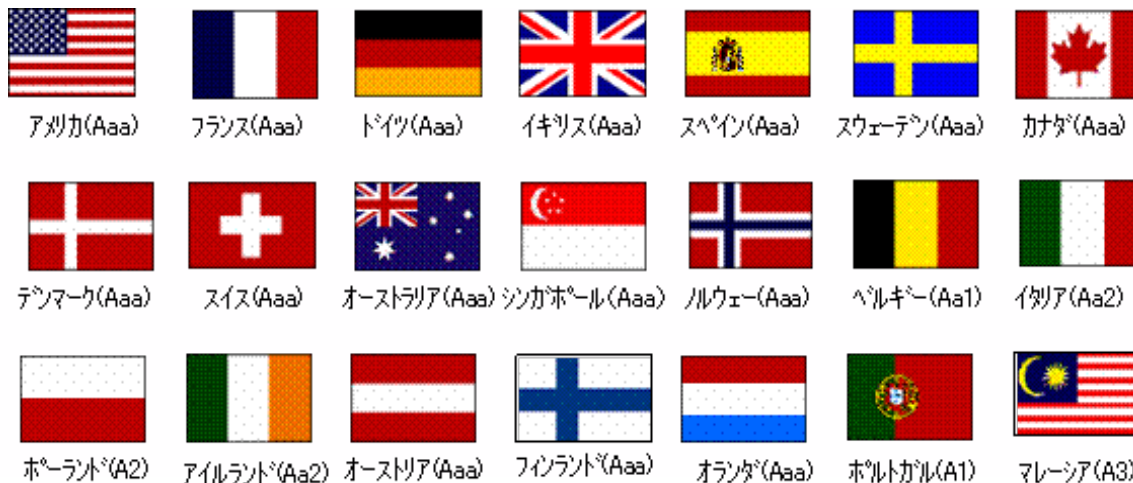 アメリカ(Aaa) フランス(Aaa) ドイツ(Aaa) イギリス(Aaa) スペイン(Aaa) スウェーデン(Aaa) カナダ(Aaa)
デンマーク(Aaa) スイス(Aaa) オーストラリア(Aaa) シンガポール(Aaa) ノルウェー(Aaa) ベルギー(Aa1) イタリア(Aa2)
ポーランド(A2) アイルランド(Aa2) オーストリア(Aaa) フィンランド(Aaa) オランダ(Aaa) ポルトガル(A1) マレーシア(A3)